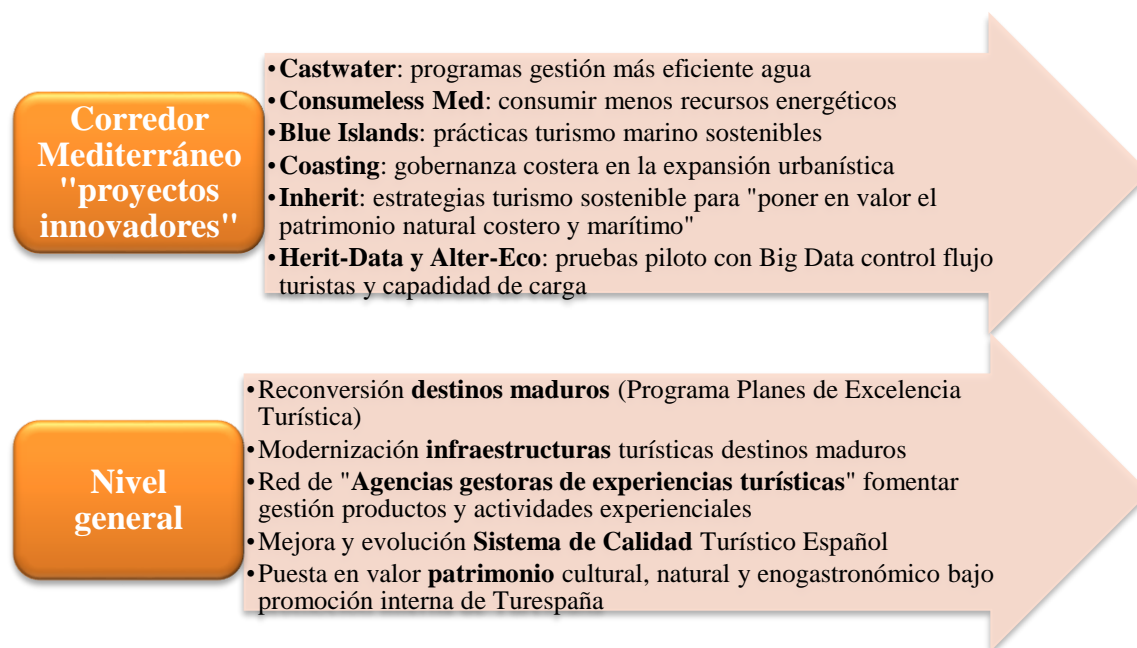 Corredor
Mediterráneo
"proyectos
innovadores"
•Castwater: programas gestión más eficiente agua
•Consumeless Med: consumir menos recursos energéticos
•Blue Islands: prácticas turismo marino sostenibles
•Coasting: gobernanza costera en la expansión urbanística
•Inherit: estrategias turismo sostenible para "poner en valor el
patrimonio natural costero y marítimo"
•Herit-Data y Alter-Eco: pruebas piloto con Big Data control flujo
turistas y capadidad de carga
Nivel
general
•Reconversión destinos maduros (Programa Planes de Excelencia
Turística)
•Modernización infraestructuras turísticas destinos maduros
•Red de "Agencias gestoras de experiencias turísticas" fomentar
gestión productos y actividades experienciales
•Mejora y evolución Sistema de Calidad Turístico Español
•Puesta en valor patrimonio cultural, natural y enogastronómico bajo
promoción interna de Turespaña